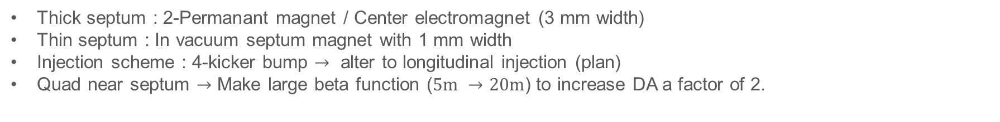 • Thick septum : 2-Permanant magnet / Center electromagnet (3 mm width)
• Thin septum : In vacuum septum magnet with 1 mm width
• Injection scheme : 4-kicker bump → alter to longitudinal injection (plan)
• Quad near septum → Make large beta function (5m → 20m) to increase DA a factor of 2.